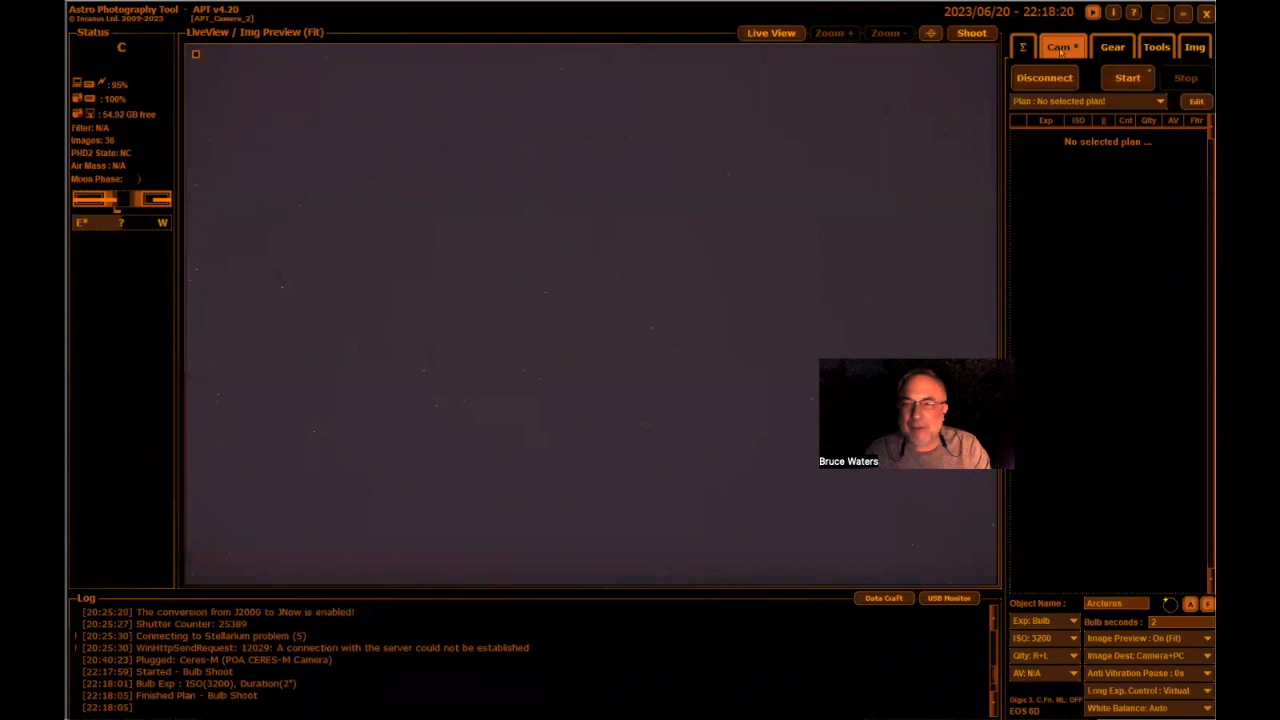 Astro Photography Tool - APT v4.20
© Incanus Ltd. 2009-2023 [APT_Camera_2]
2023/06/20 - 22:18:20
i ?
Status
C
: 95%
: 100%
: 54.92 GB free
Filter: N/A
Images: 36
PHD2 State: NC
Air Mass : N/A
Moon Phase: )
E* ? W
LiveView / Img Preview (Fit)
Live View Zoom + Zoom - Shoot
Σ Cam * Gear Tools Img
Disconnect Start Stop
Plan : No selected plan! Edit
Exp ISO || Cnt Qlty AV Fltr
No selected plan ...
Bruce Waters
Log
Data Craft USB Monitor
[20:25:28] The conversion from J2000 to JNow is enabled!
[20:25:27] Shutter Counter: 25389
! [20:25:30] Connecting to Stellarium problem (S)
! [20:25:30] WinHttpSendRequest: 12029: A connection with the server could not be established
[20:40:23] Plugged: Ceres-M (POA CERES-M Camera)
[22:17:59] Started - Bulb Shoot
[22:18:01] Bulb Exp : ISO(3200), Duration(2")
[22:18:05] Finished Plan - Bulb Shoot
[22:18:05]
Object Name : Arcturus A F
Exp: Bulb Bulb seconds : 2
ISO: 3200 Image Preview : On (Fit)
Qlty: R+L Image Dest: Camera+PC
AV: N/A Anti Vibration Pause : 0s
Long Exp. Control : Virtual
Digic 5, C.Fn, ML: OFF
EOS 6D White Balance: Auto